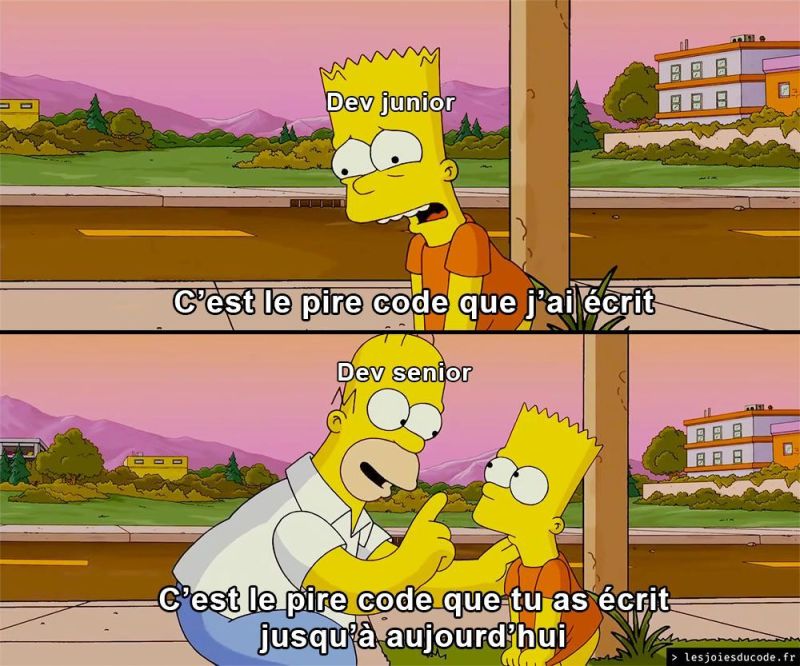 Dev junior
C'est le pire code que j'ai écrit
Dev senior
C'est le pire code que tu as écrit
jusqu'à aujourd'hui
> lesjoiesducode.fr